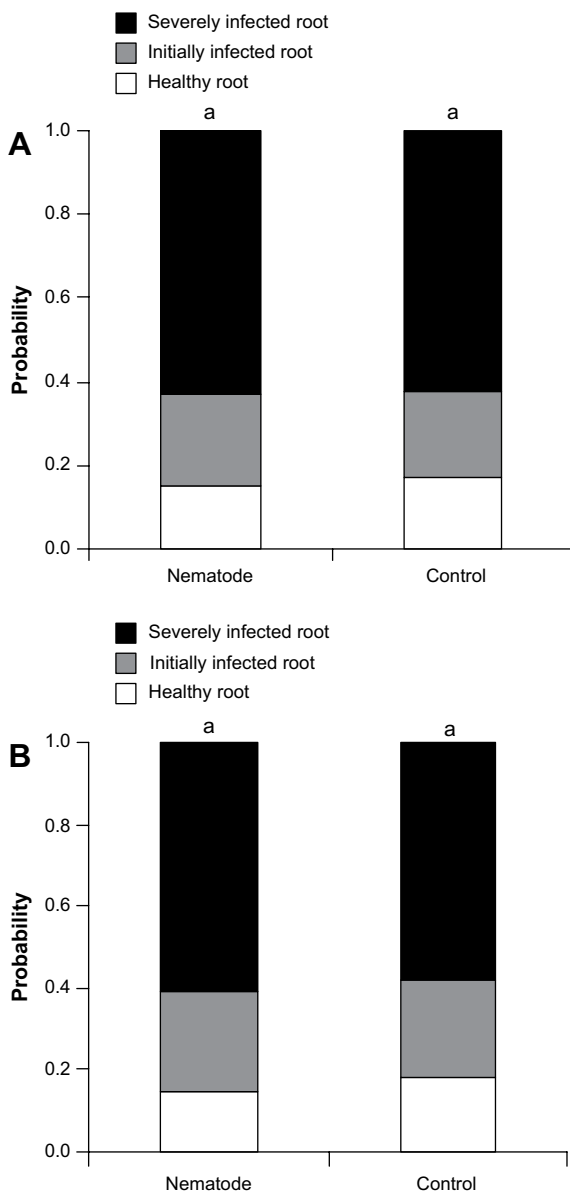 Severely infected root
Initially infected root
Healthy root
a a
A
1.0
0.8
0.6
0.4
0.2
0.0
Probability
Nematode Control
Severely infected root
Initially infected root
Healthy root
a a
B
1.0
0.8
0.6
0.4
0.2
0.0
Probability
Nematode Control